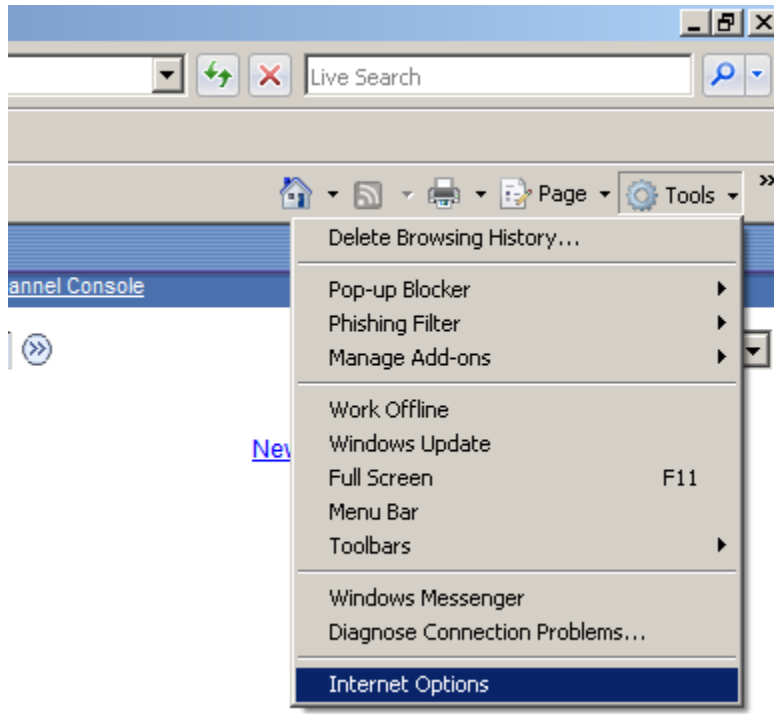 Live Search
Page Tools
Delete Browsing History...
annel Console
Pop-up Blocker
Phishing Filter
Manage Add-ons
Work Offline
New
Windows Update
Full Screen F11
Menu Bar
Toolbars
Windows Messenger
Diagnose Connection Problems...
Internet Options